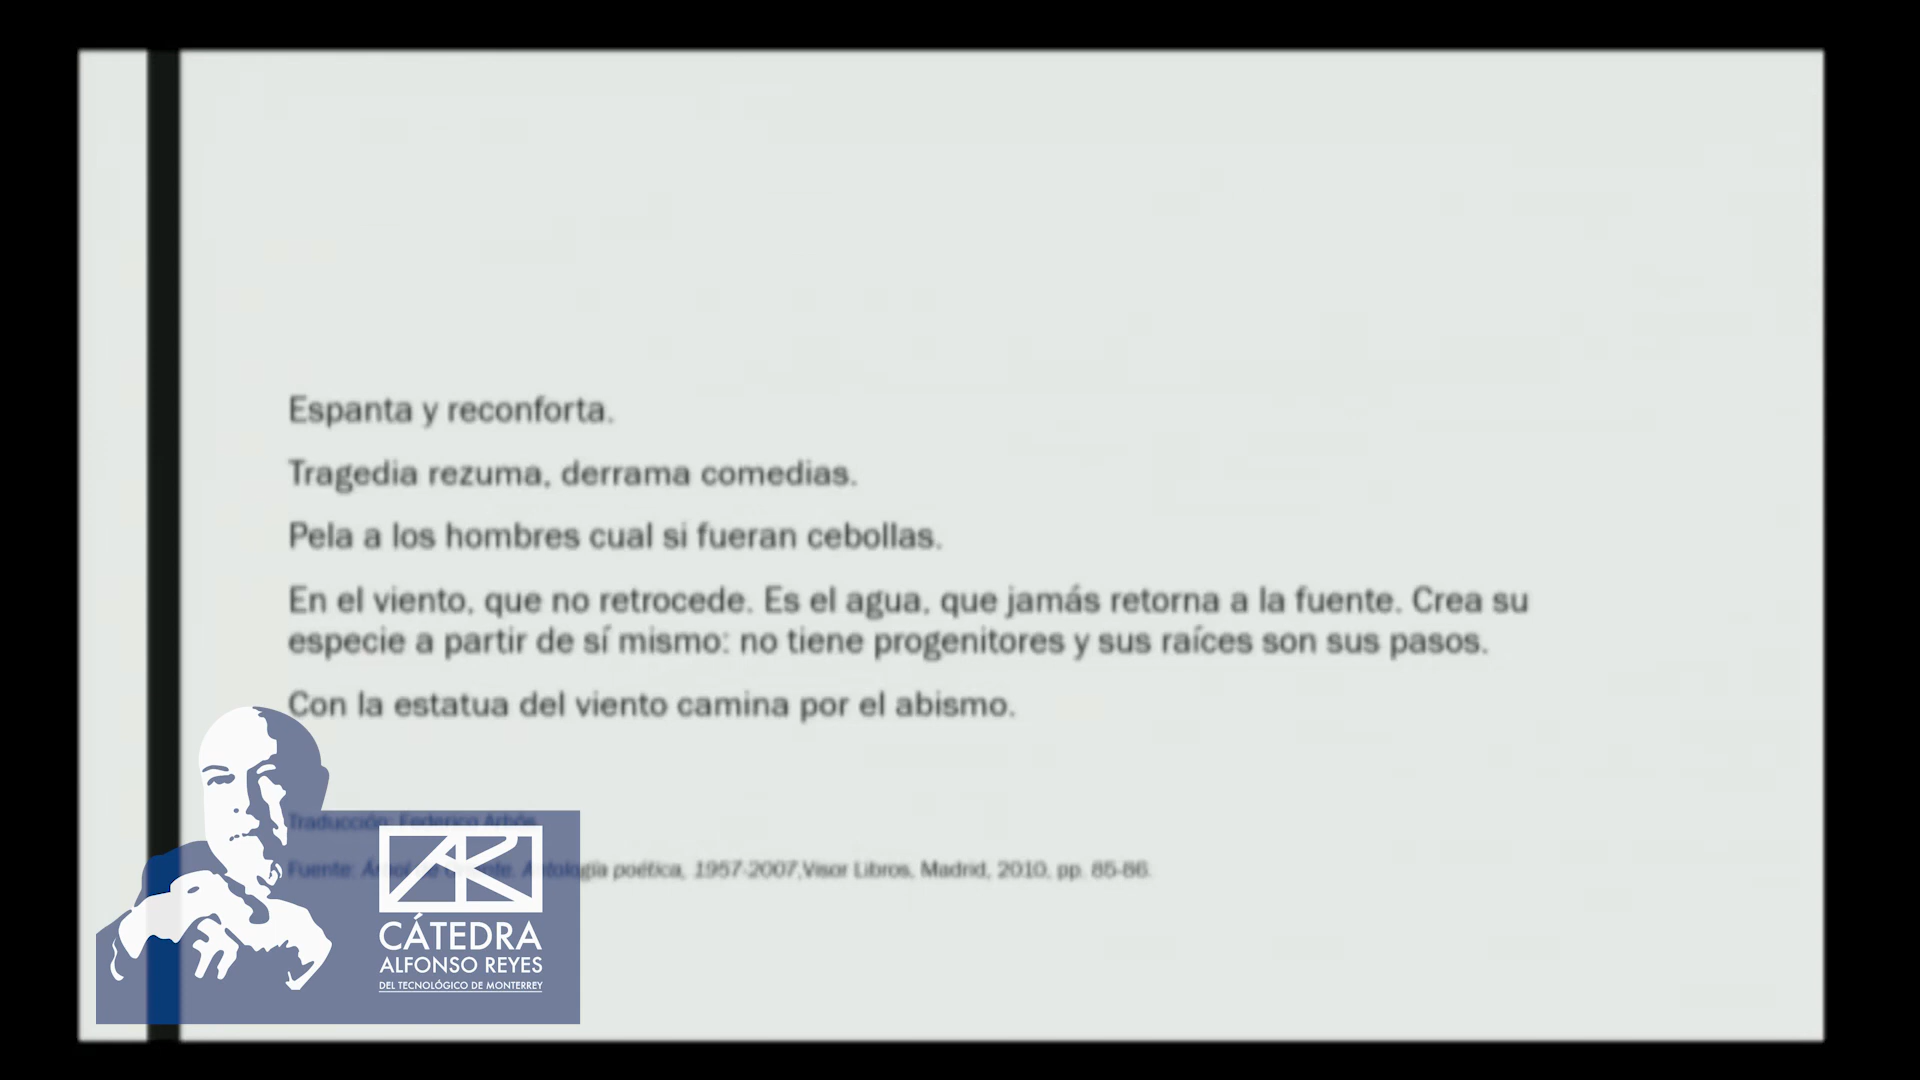 Espanta y reconforta.
Tragedia rezuma, derrama comedias.
Pela a los hombres cual si fueran cebollas.
En el viento, que no retrocede. Es el agua, que jamás retorna a la fuente. Crea su
especie a partir de sí mismo: no tiene progenitores y sus raíces son sus pasos.
Con la estatua del viento camina por el abismo.
Traducción: Federico Arbós
Fuente: Antología poética, 1957-2007,Visor Libros, Madrid, 2010, pp. 85-86.
CÁTEDRA
ALFONSO REYES
DEL TECNOLÓGICO DE MONTERREY